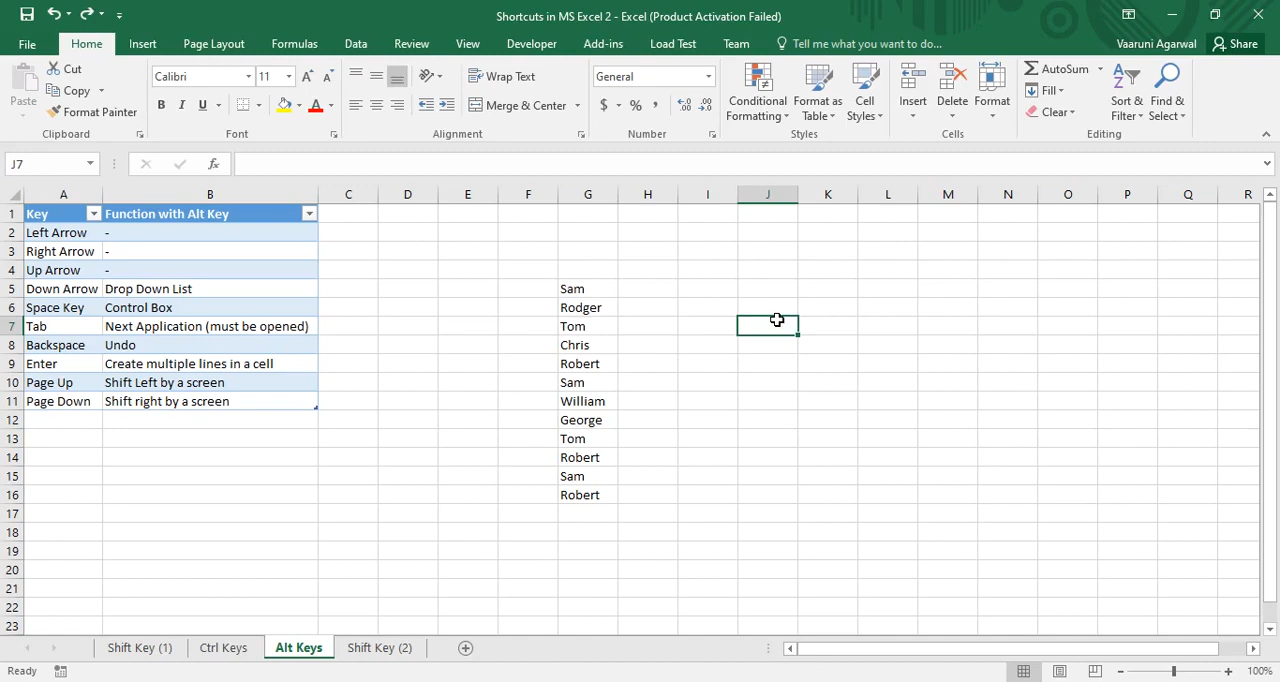 Shortcuts in MS Excel 2 - Excel (Product Activation Failed)
File Home Insert Page Layout Formulas Data Review View Developer Add-ins Load Test Team Tell me what you want to do... Vaaruni Agarwal Share
Paste
Cut
Copy
Format Painter
Clipboard
Calibri 11
B I U A
Font
Wrap Text
Merge & Center
Alignment
General
$ % ,
Number
Conditional Formatting
Format as Table
Cell Styles
Styles
Insert Delete Format
Cells
AutoSum
Fill
Clear
Sort & Filter
Find & Select
Editing
J7 fx
A B C D E F G H I J K L M N O P Q R
1 Key Function with Alt Key
2 Left Arrow -
3 Right Arrow -
4 Up Arrow -
5 Down Arrow Drop Down List Sam
6 Space Key Control Box Rodger
7 Tab Next Application (must be opened) Tom
8 Backspace Undo Chris
9 Enter Create multiple lines in a cell Robert
10 Page Up Shift Left by a screen Sam
11 Page Down Shift right by a screen William
12 George
13 Tom
14 Robert
15 Sam
16 Robert
17
18
19
20
21
22
23
Shift Key (1) Ctrl Keys Alt Keys Shift Key (2)
Ready 100%